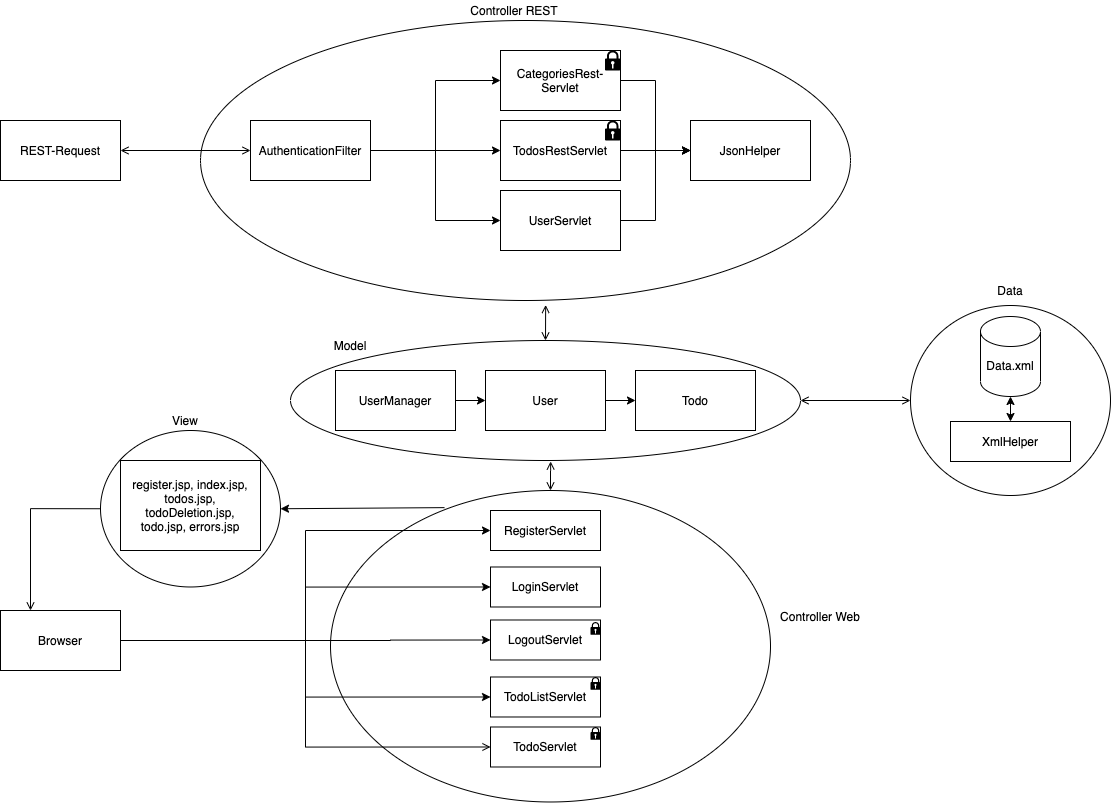 Controller REST
CategoriesRest-
Servlet
REST-Request
AuthenticationFilter
TodosRestServlet
JsonHelper
UserServlet
Data
Data.xml
XmlHelper
Model
UserManager
User
Todo
View
register.jsp, index.jsp,
todos.jsp,
todoDeletion.jsp,
todo.jsp, errors.jsp
RegisterServlet
LoginServlet
Controller Web
Browser
LogoutServlet
TodoListServlet
TodoServlet